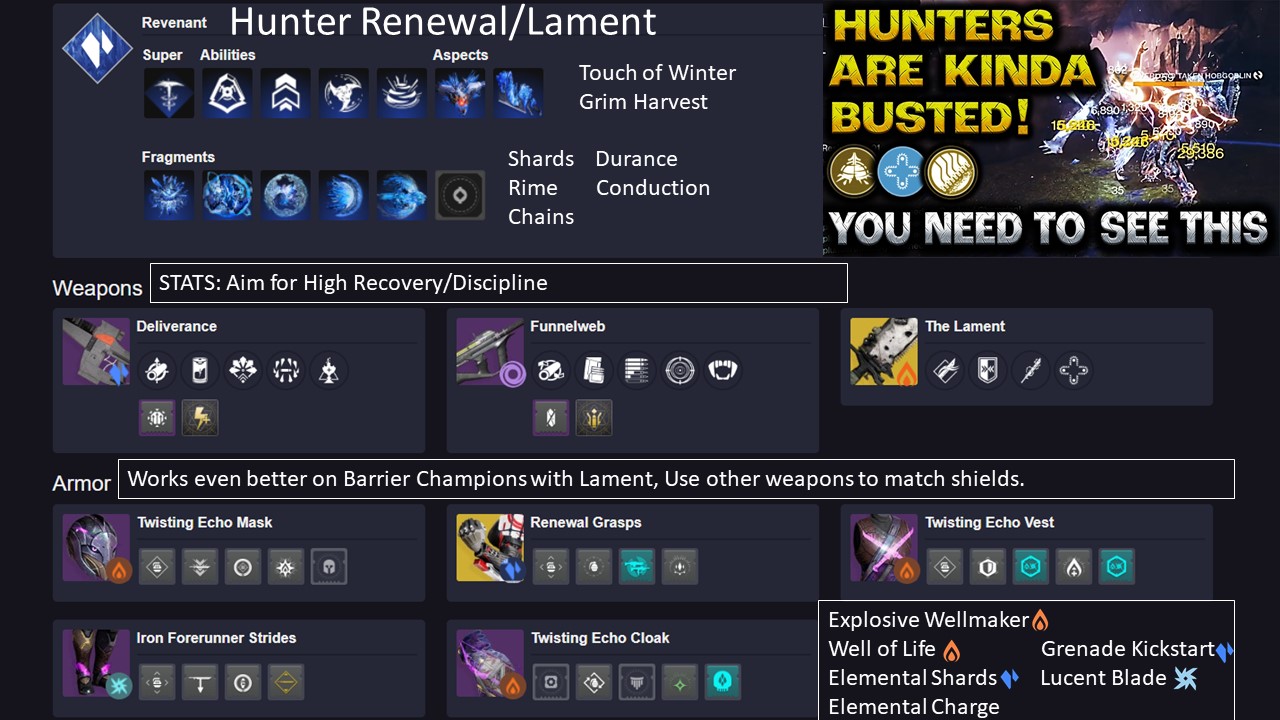 Revenant
Hunter Renewal/Lament
Super Abilities Aspects
Touch of Winter
Grim Harvest
Fragments
Shards Durance
Rime Conduction
Chains
HUNTERS
ARE KINDA
BUSTED!
YOU NEED TO SEE THIS
Weapons
STATS: Aim for High Recovery/Discipline
Deliverance
Funnelweb
The Lament
Armor
Works even better on Barrier Champions with Lament, Use other weapons to match shields.
Twisting Echo Mask
Renewal Grasps
Twisting Echo Vest
Iron Forerunner Strides
Twisting Echo Cloak
Explosive Wellmaker
Well of Life Grenade Kickstart
Elemental Shards Lucent Blade
Elemental Charge